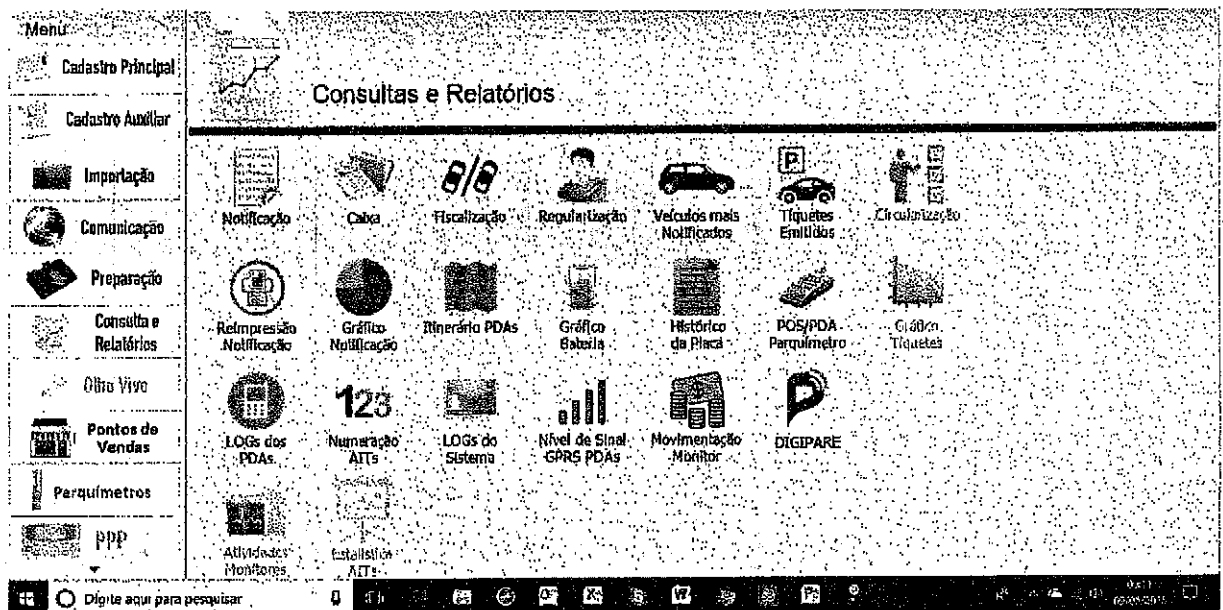 Menu
Cadastro Principal
Cadastro Auxiliar
Importação
Comunicação
Preparação
Consulta e
Relatórios
Olho Vivo
Pontos de
Vendas
Parquímetros
PPP
Consultas e Relatórios
Notificação
Caixa
Fiscalização
Regularização
Veículos mais
Notificados
P
Tíquetes
Emitidos
Circularização
Reimpressão
Notificação
Gráfico
Notificação
Itinerário PDAs
Gráfico
Bateria
Histórico
da Placa
POS/PDA
Parquímetro
Gráfico
Tíquetes
LOGs dos
PDAs
123
Numeração
AITs
LOGs do
Sistema
Nível de Sinal
GPRS PDAs
Movimentação
Monitor
DIGIPARE
Atividades
Monitores
Estatística
AITs
Digite aqui para pesquisar